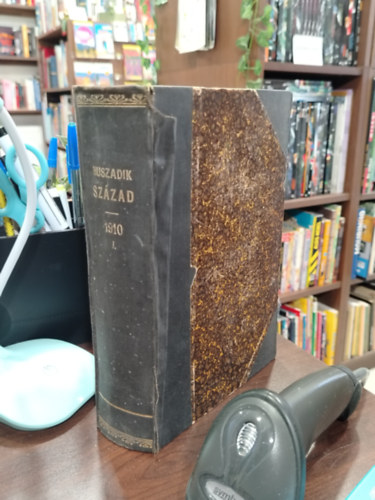 HUSZADIK
SZÁZAD
1910
I.